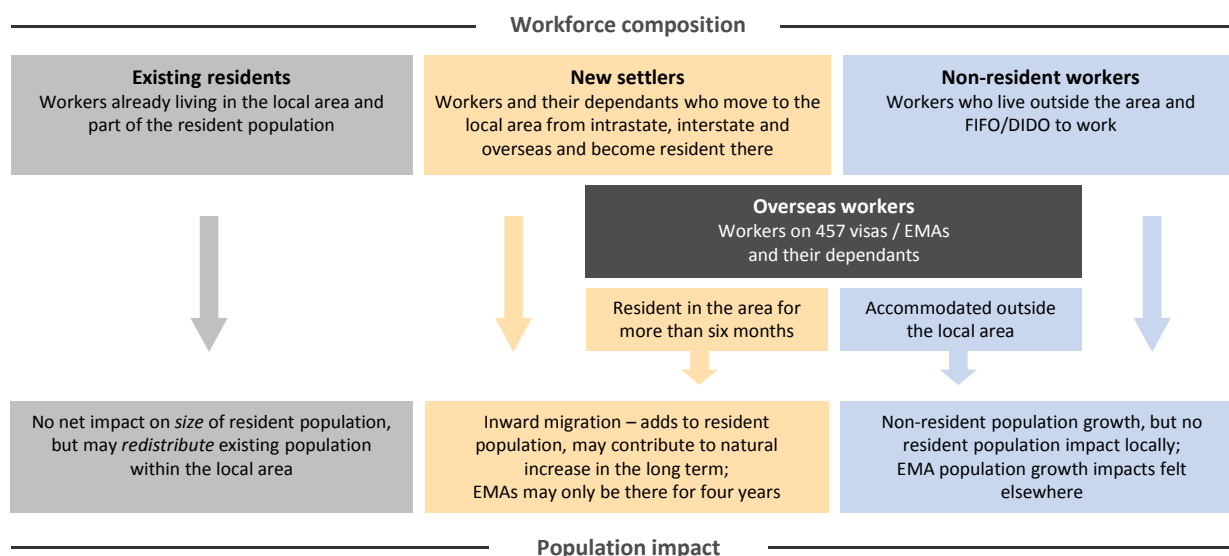 Workforce composition
Existing residents
Workers already living in the local area and
part of the resident population
New settlers
Workers and their dependants who move to the
local area from intrastate, interstate and
overseas and become resident there
Non-resident workers
Workers who live outside the area and
FIFO/DIDO to work
Overseas workers
Workers on 457 visas / EMAs
and their dependants
Resident in the area for
more than six months
Accommodated outside
the local area
No net impact on size of resident population,
but may redistribute existing population
within the local area
Inward migration – adds to resident
population, may contribute to natural
increase in the long term;
EMAs may only be there for four years
Non-resident population growth, but no
resident population impact locally;
EMA population growth impacts felt
elsewhere
Population impact